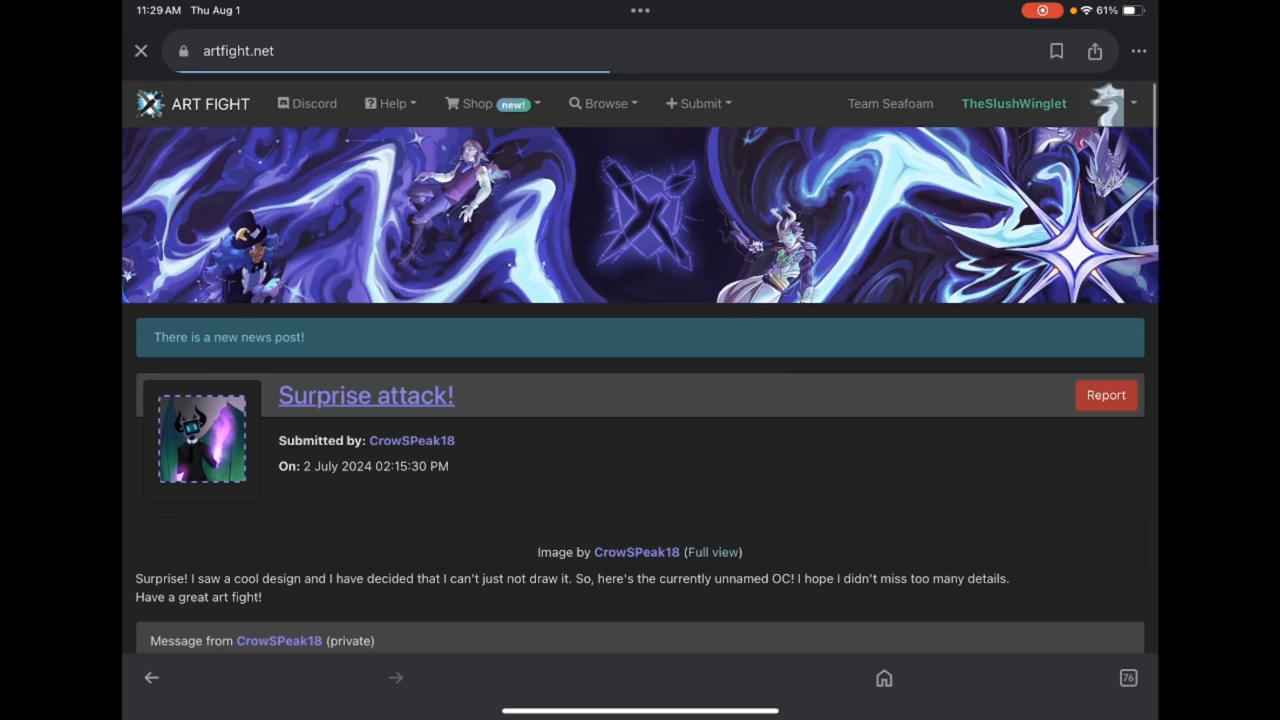 11:29 AM Thu Aug 1
61%
artfight.net
ART FIGHT Discord Help Shop new! Browse Submit Team Seafoam TheSlushWinglet
There is a new news post!
Surprise attack!
Report
Submitted by: CrowSPeak18
On: 2 July 2024 02:15:30 PM
Image by CrowSPeak18 (Full view)
Surprise! I saw a cool design and I have decided that I can't just not draw it. So, here's the currently unnamed OC! I hope I didn't miss too many details.
Have a great art fight!
Message from CrowSPeak18 (private)
76